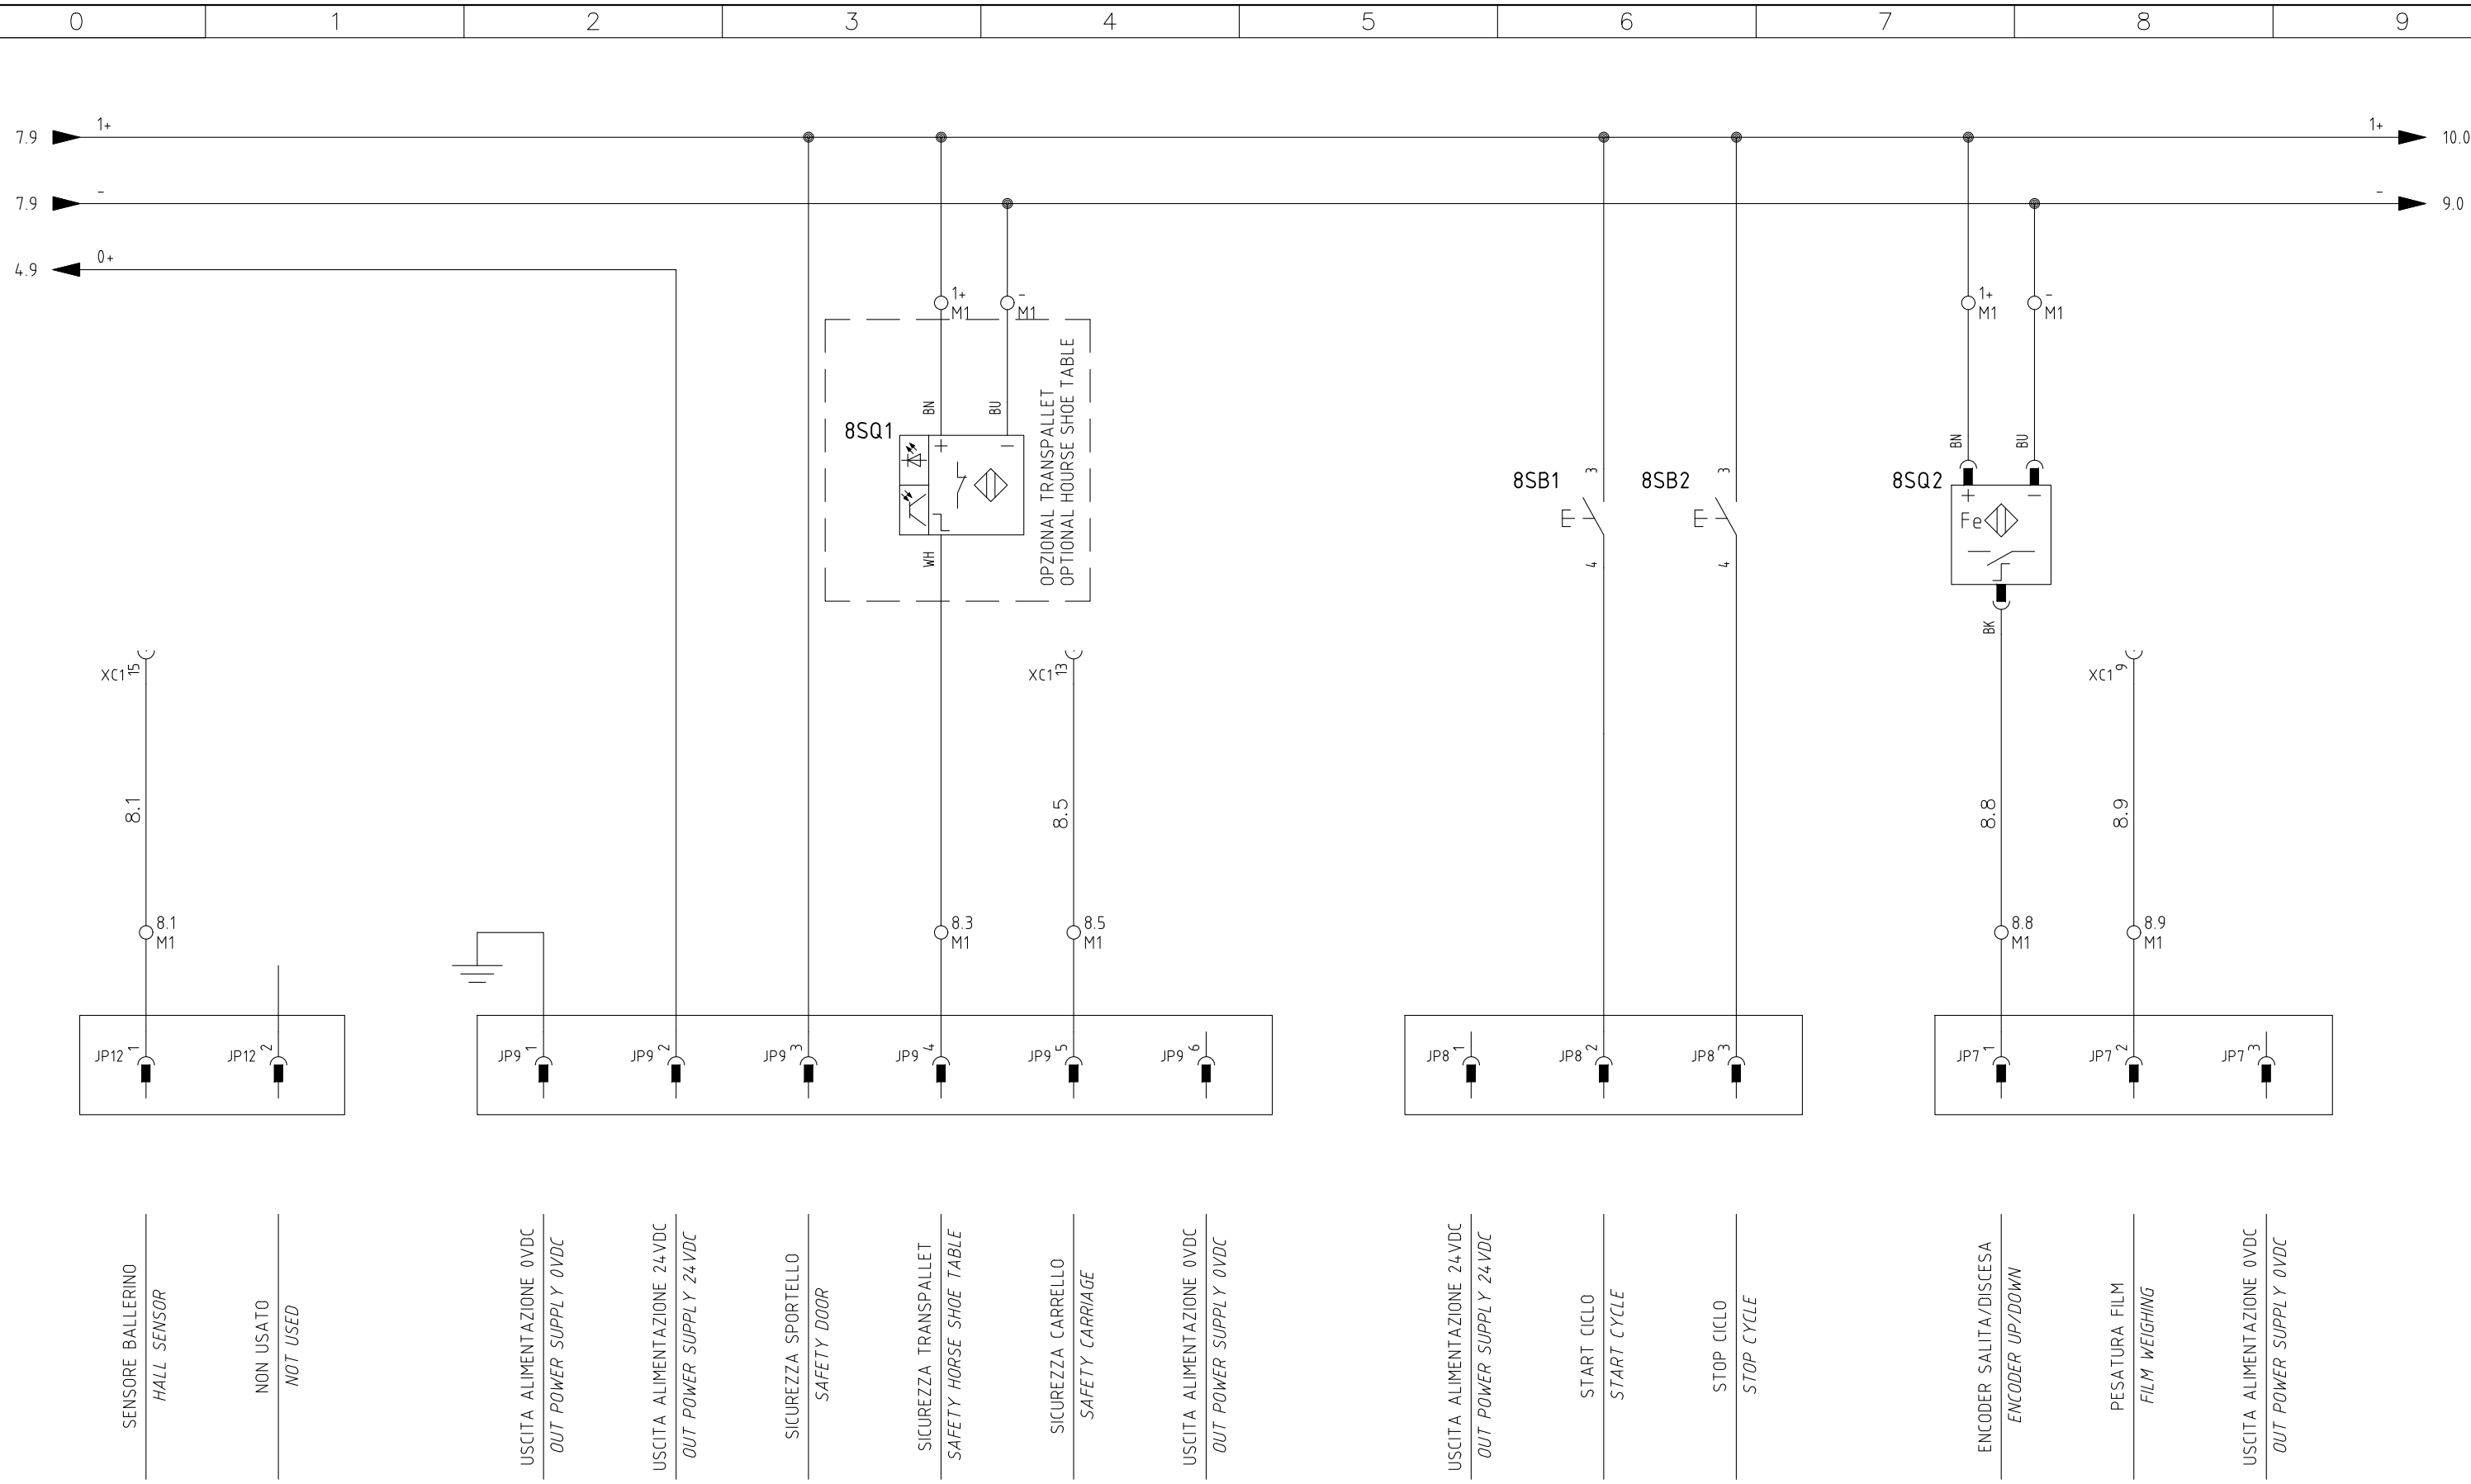 0 1 2 3 4 5 6 7 8 9
7.9 1+ 1+ 10.0
7.9 - - 9.0
4.9 0+
1+ M1
- M1
1+ M1
- M1
OPZIONAL TRANSPALLET
OPTIONAL HOURSE SHOE TABLE
BN BU
8SQ1
+ -
WH
8SB1 3 4
8SB2 3 4
BN BU
8SQ2
+ -
Fe
BK
XC1 15
XC1 13
XC1 9
8.1
8.5
8.8
8.9
8.1 M1
8.3 M1
8.5 M1
8.8 M1
8.9 M1
JP12 1
JP12 2
JP9 1
JP9 2
JP9 3
JP9 4
JP9 5
JP9 6
JP8 1
JP8 2
JP8 3
JP7 1
JP7 2
JP7 3
SENSORE BALLERINO
HALL SENSOR
NON USATO
NOT USED
USCITA ALIMENTAZIONE 0VDC
OUT POWER SUPPLY 0VDC
USCITA ALIMENTAZIONE 24VDC
OUT POWER SUPPLY 24VDC
SICUREZZA SPORTELLO
SAFETY DOOR
SICUREZZA TRANSPALLET
SAFETY HORSE SHOE TABLE
SICUREZZA CARRELLO
SAFETY CARRIAGE
USCITA ALIMENTAZIONE 0VDC
OUT POWER SUPPLY 0VDC
USCITA ALIMENTAZIONE 24VDC
OUT POWER SUPPLY 24VDC
START CICLO
START CYCLE
STOP CICLO
STOP CYCLE
ENCODER SALITA/DISCESA
ENCODER UP/DOWN
PESATURA FILM
FILM WEIGHING
USCITA ALIMENTAZIONE 0VDC
OUT POWER SUPPLY 0VDC